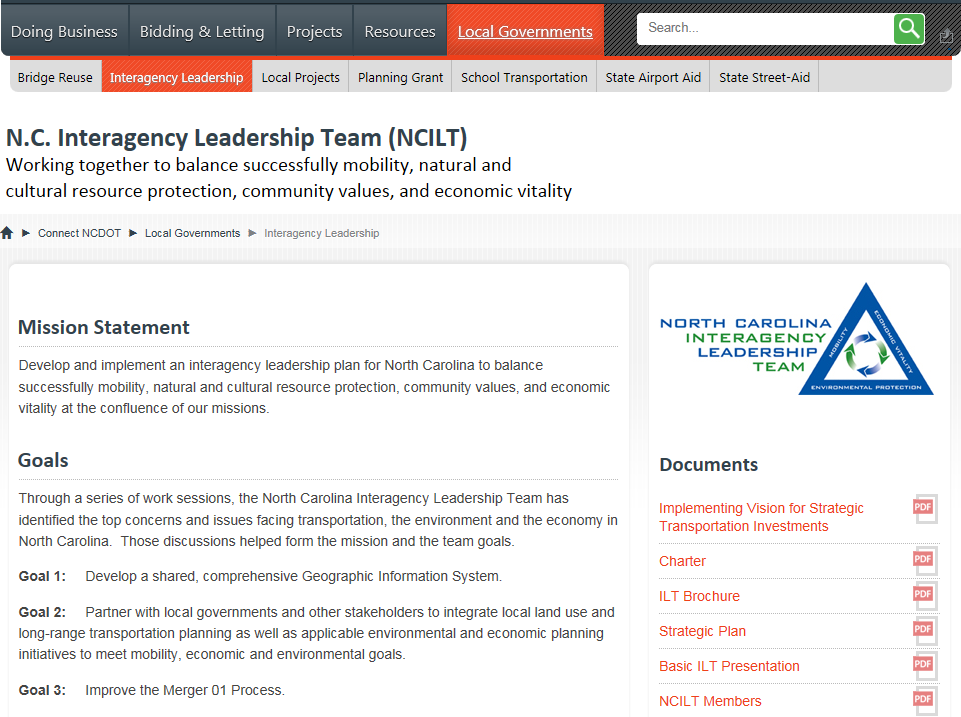 Doing Business
Bidding & Letting
Projects
Resources
Local Governments
Search...
Bridge Reuse
Interagency Leadership
Local Projects
Planning Grant
School Transportation
State Airport Aid
State Street-Aid
N.C. Interagency Leadership Team (NCILT)
Working together to balance successfully mobility, natural and
cultural resource protection, community values, and economic vitality
Connect NCDOT
Local Governments
Interagency Leadership
Mission Statement
Develop and implement an interagency leadership plan for North Carolina to balance
successfully mobility, natural and cultural resource protection, community values, and economic
vitality at the confluence of our missions.
Goals
Through a series of work sessions, the North Carolina Interagency Leadership Team has
identified the top concerns and issues facing transportation, the environment and the economy in
North Carolina.  Those discussions helped form the mission and the team goals.
Goal 1: Develop a shared, comprehensive Geographic Information System.
Goal 2: Partner with local governments and other stakeholders to integrate local land use and
long-range transportation planning as well as applicable environmental and economic planning
initiatives to meet mobility, economic and environmental goals.
Goal 3: Improve the Merger 01 Process.
NORTH CAROLINA
INTERAGENCY
LEADERSHIP
TEAM
MOBILITY
ECONOMIC VITALITY
ENVIRONMENTAL PROTECTION
Documents
Implementing Vision for Strategic
Transportation Investments
PDF
Charter
PDF
ILT Brochure
PDF
Strategic Plan
PDF
Basic ILT Presentation
PDF
NCILT Members
PDF